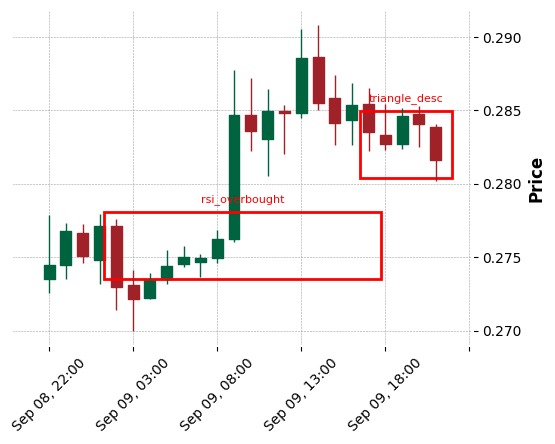 0.290
triangle_desc
0.285
0.280
Price
rsi_overbought
0.275
0.270
Sep 08, 22:00
Sep 09, 03:00
Sep 09, 08:00
Sep 09, 13:00
Sep 09, 18:00